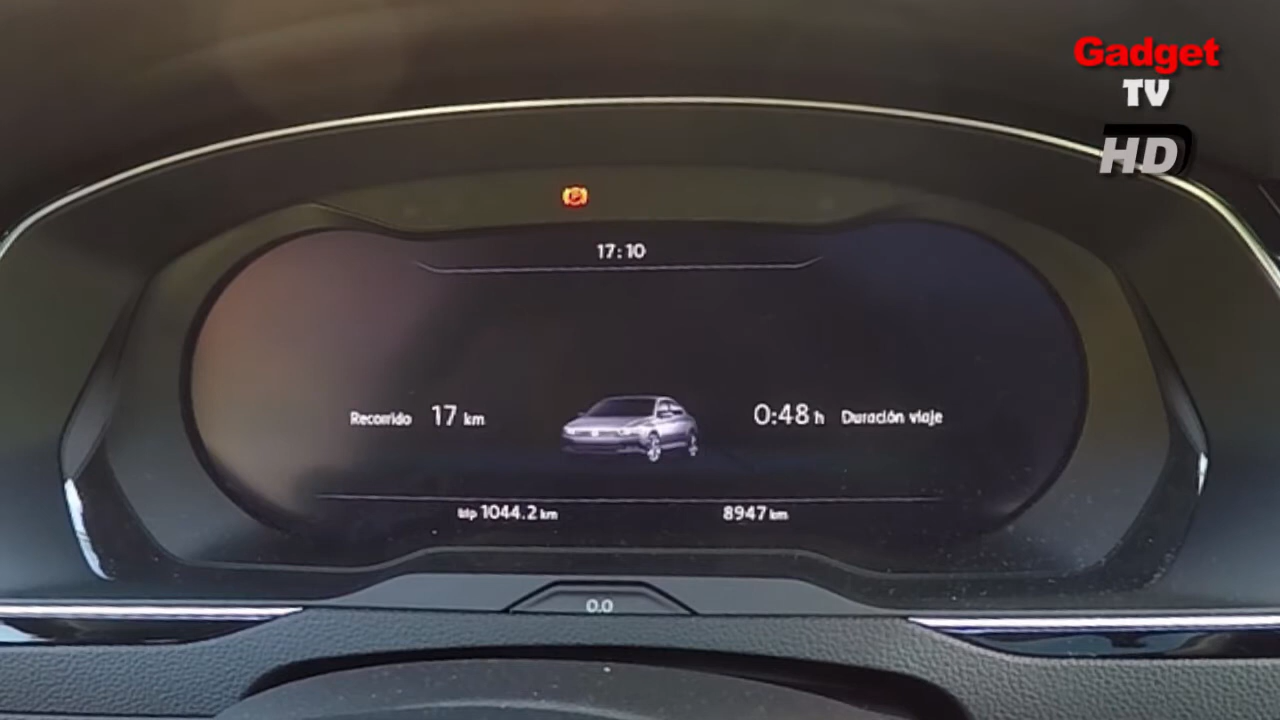 Gadget
TV
HD
17:10
Recorrido 17 km
0:48 h Duración viaje
trip 1044.2 km
8947 km
0.0